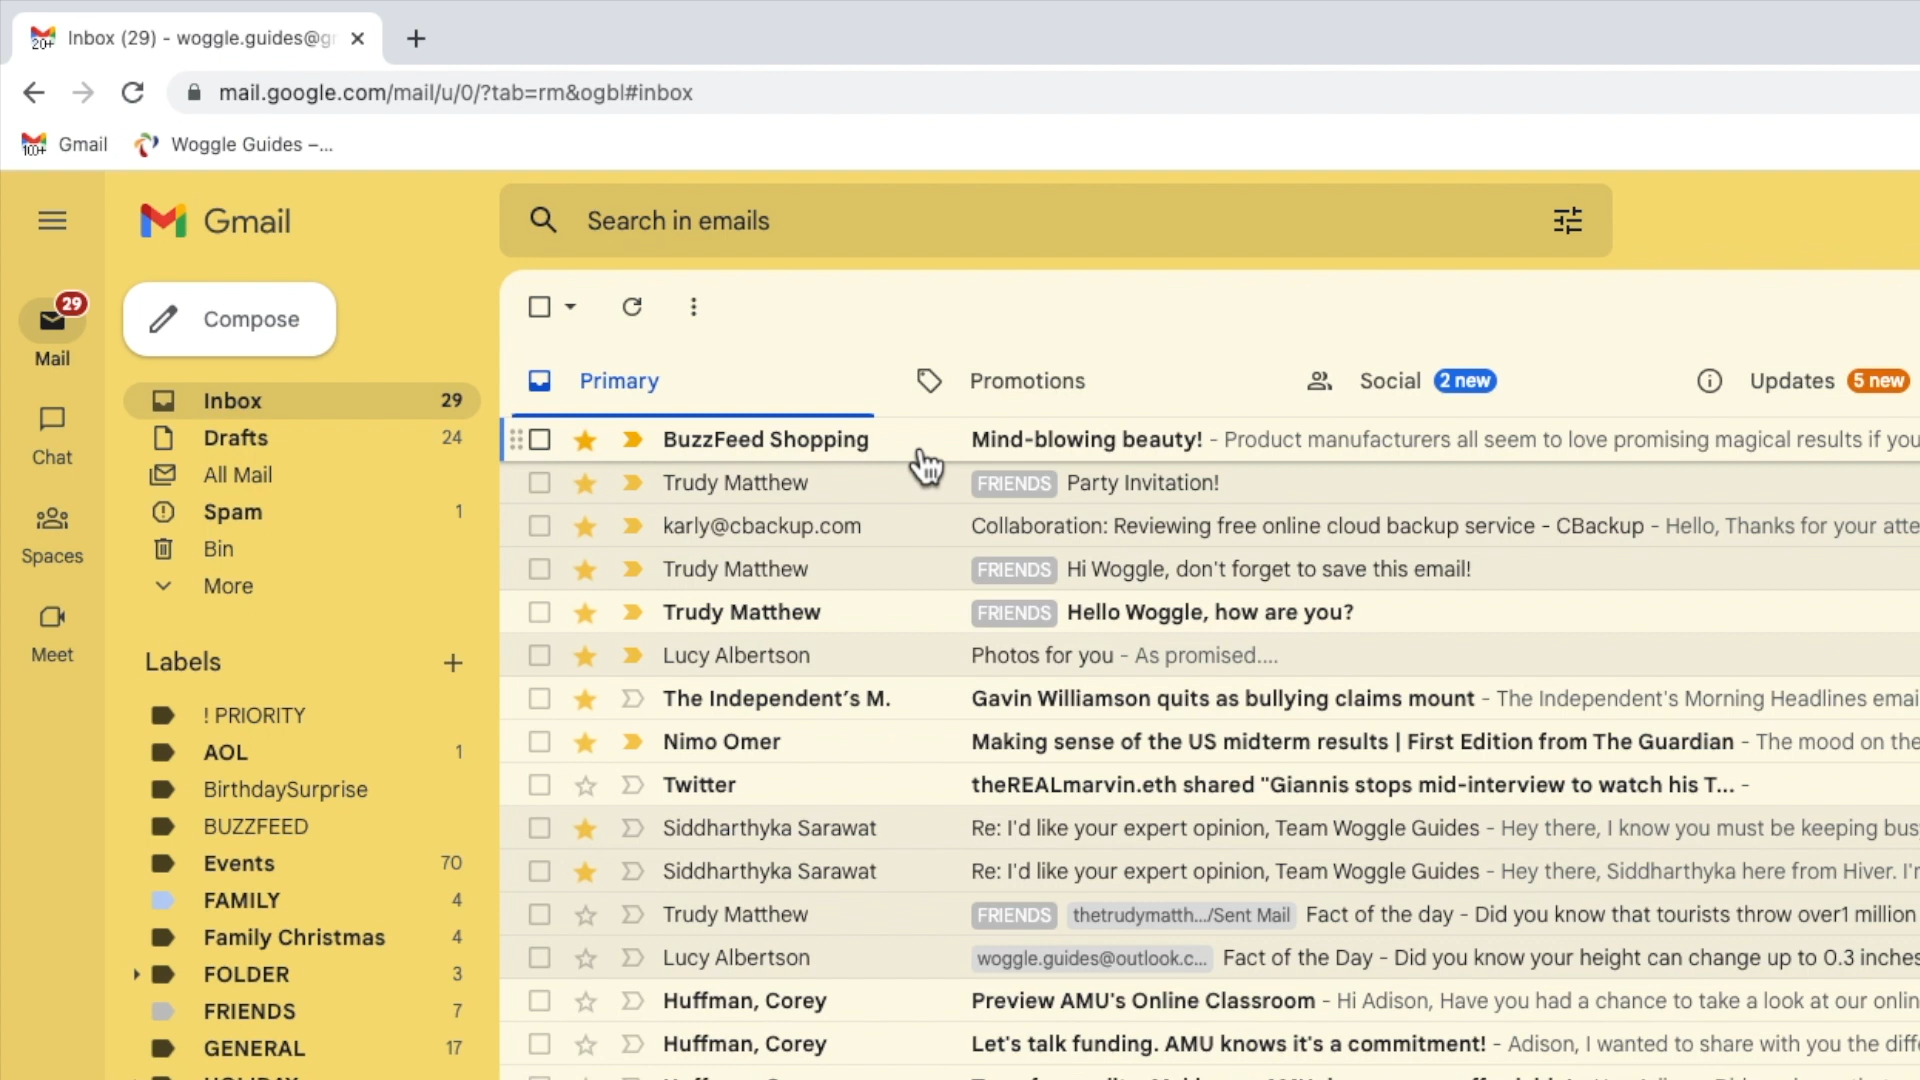 20+ Inbox (29) - woggle.guides@gr
mail.google.com/mail/u/0/?tab=rm&ogbl#inbox
100+ Gmail Woggle Guides –...
Gmail
Search in emails
29
Mail
Compose
Primary Promotions Social 2 new Updates 5 new
Inbox 29
Drafts 24
All Mail
Spam 1
Bin
More
Chat
Spaces
Meet
Labels
! PRIORITY
AOL 1
BirthdaySurprise
BUZZFEED
Events 70
FAMILY 4
Family Christmas 4
FOLDER 3
FRIENDS 7
GENERAL 17
BuzzFeed Shopping Mind-blowing beauty! - Product manufacturers all seem to love promising magical results if you
Trudy Matthew FRIENDS Party Invitation!
karly@cbackup.com Collaboration: Reviewing free online cloud backup service - CBackup - Hello, Thanks for your atte
Trudy Matthew FRIENDS Hi Woggle, don't forget to save this email!
Trudy Matthew FRIENDS Hello Woggle, how are you?
Lucy Albertson Photos for you - As promised....
The Independent's M. Gavin Williamson quits as bullying claims mount - The Independent's Morning Headlines emai
Nimo Omer Making sense of the US midterm results | First Edition from The Guardian - The mood on the
Twitter theREALmarvin.eth shared "Giannis stops mid-interview to watch his T... -
Siddharthyka Sarawat Re: I'd like your expert opinion, Team Woggle Guides - Hey there, I know you must be keeping bus
Siddharthyka Sarawat Re: I'd like your expert opinion, Team Woggle Guides - Hey there, Siddharthyka here from Hiver. I'm
Trudy Matthew FRIENDS thetrudymatth.../Sent Mail Fact of the day - Did you know that tourists throw over1 million
Lucy Albertson woggle.guides@outlook.c... Fact of the Day - Did you know your height can change up to 0.3 inches
Huffman, Corey Preview AMU's Online Classroom - Hi Adison, Have you had a chance to take a look at our onlin
Huffman, Corey Let's talk funding. AMU knows it's a commitment! - Adison, I wanted to share with you the diff